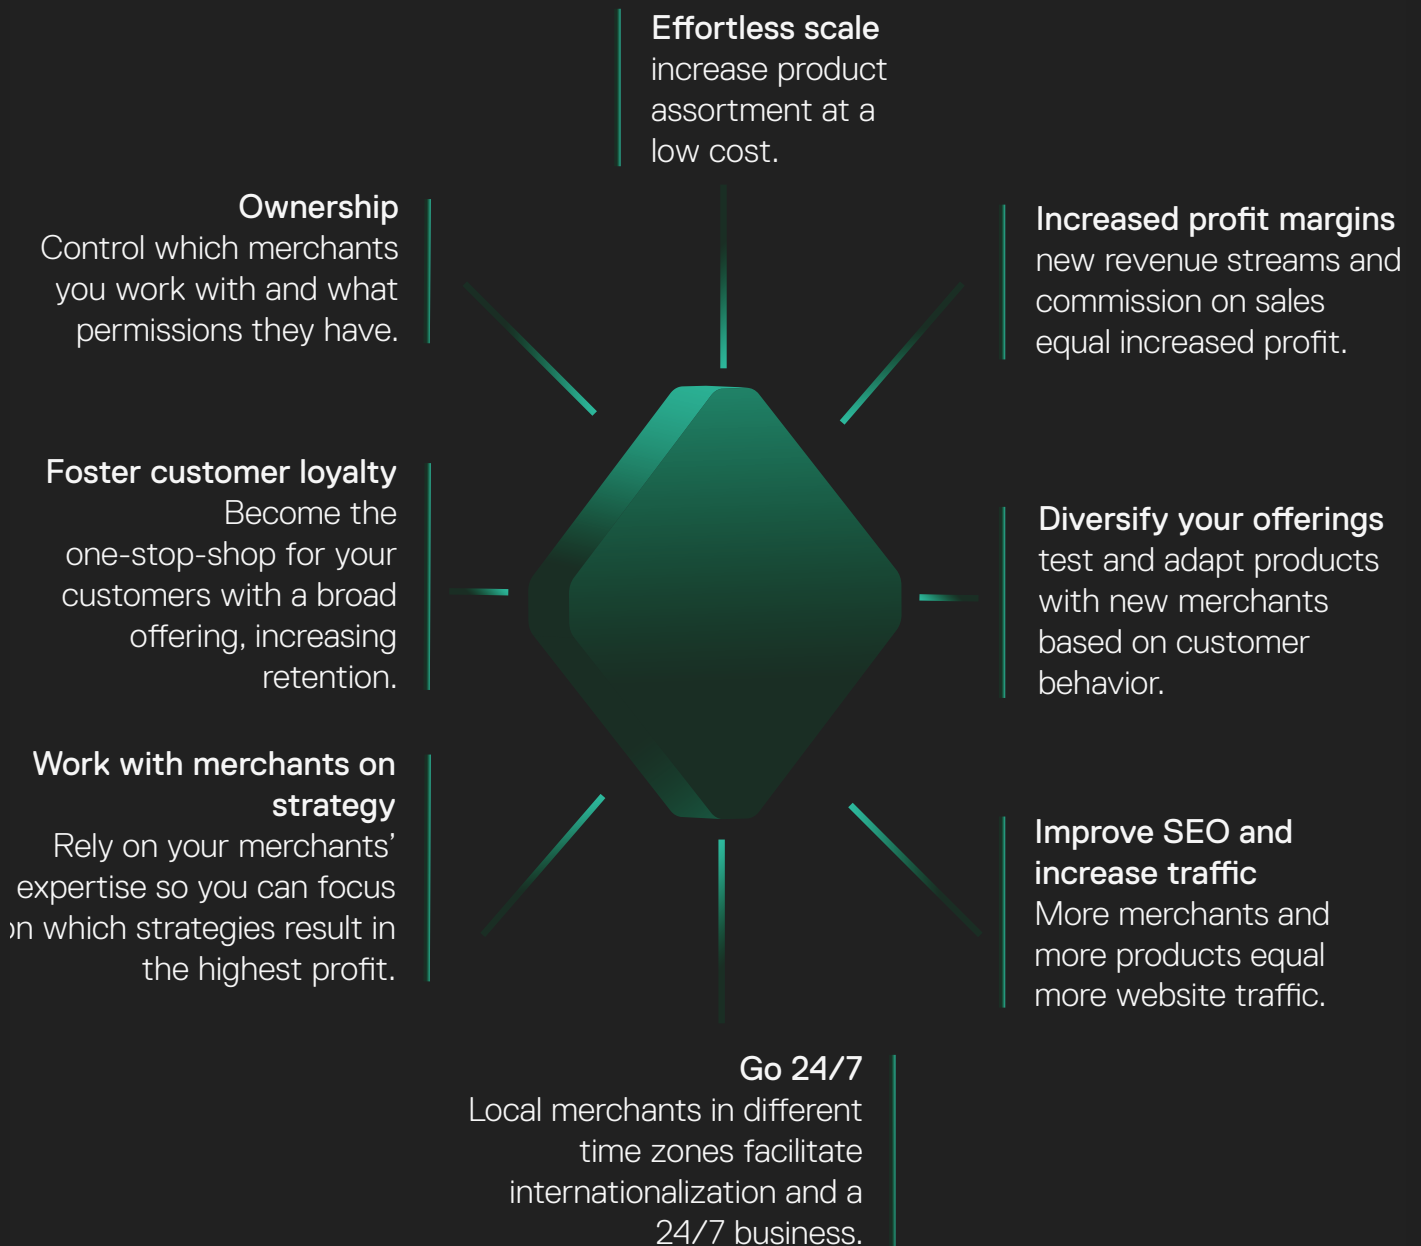 Effortless scale
increase product
assortment at a
low cost.
Ownership
Control which merchants
you work with and what
permissions they have.
Increased profit margins
new revenue streams and
commission on sales
equal increased profit.
Foster customer loyalty
Become the
one-stop-shop for your
customers with a broad
offering, increasing
retention.
Diversify your offerings
test and adapt products
with new merchants
based on customer
behavior.
Work with merchants on
strategy
Rely on your merchants’
expertise so you can focus
on which strategies result in
the highest profit.
Improve SEO and
increase traffic
More merchants and
more products equal
more website traffic.
Go 24/7
Local merchants in different
time zones facilitate
internationalization and a
24/7 business.